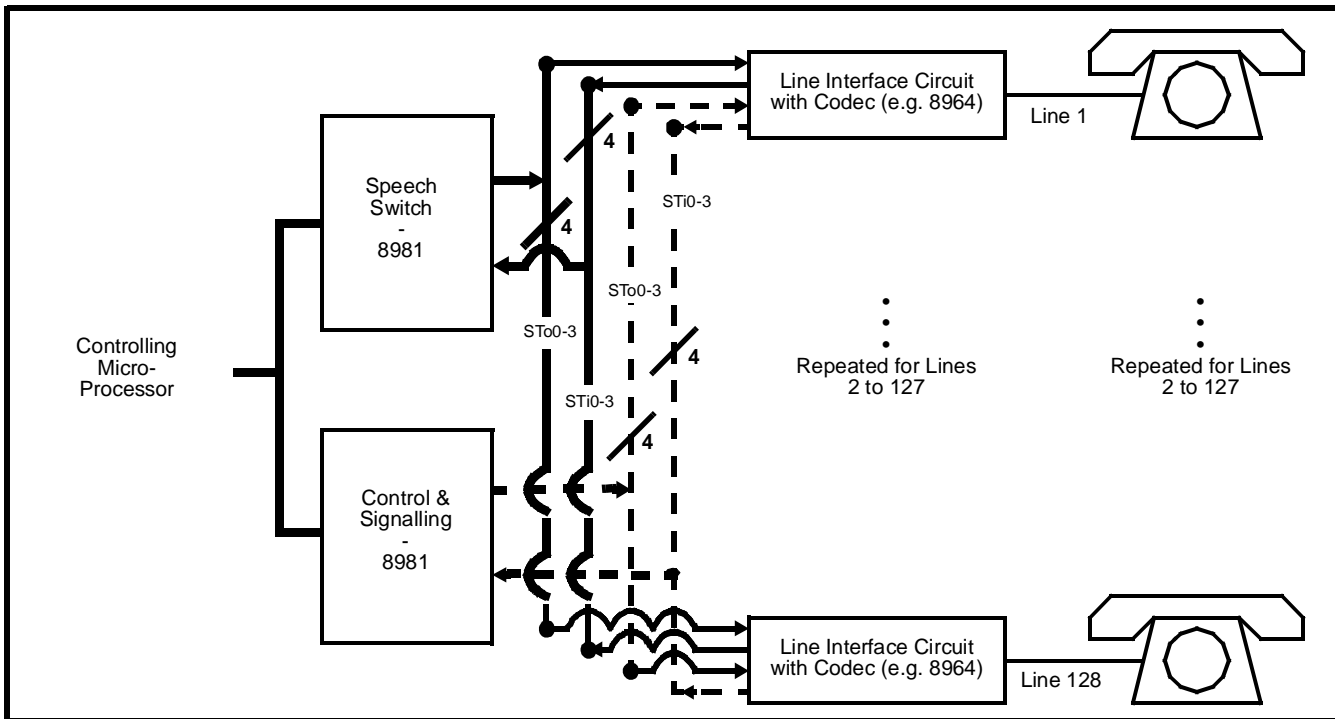 Line Interface Circuit
with Codec (e.g. 8964)
Line 1
4
Speech
Switch
-
8981
STi0-3
4
STo0-3
STo0-3
Controlling
Micro-
Processor
4
Repeated for Lines
2 to 127
Repeated for Lines
2 to 127
STi0-3
4
Control &
Signalling
-
8981
Line Interface Circuit
with Codec (e.g. 8964)
Line 128